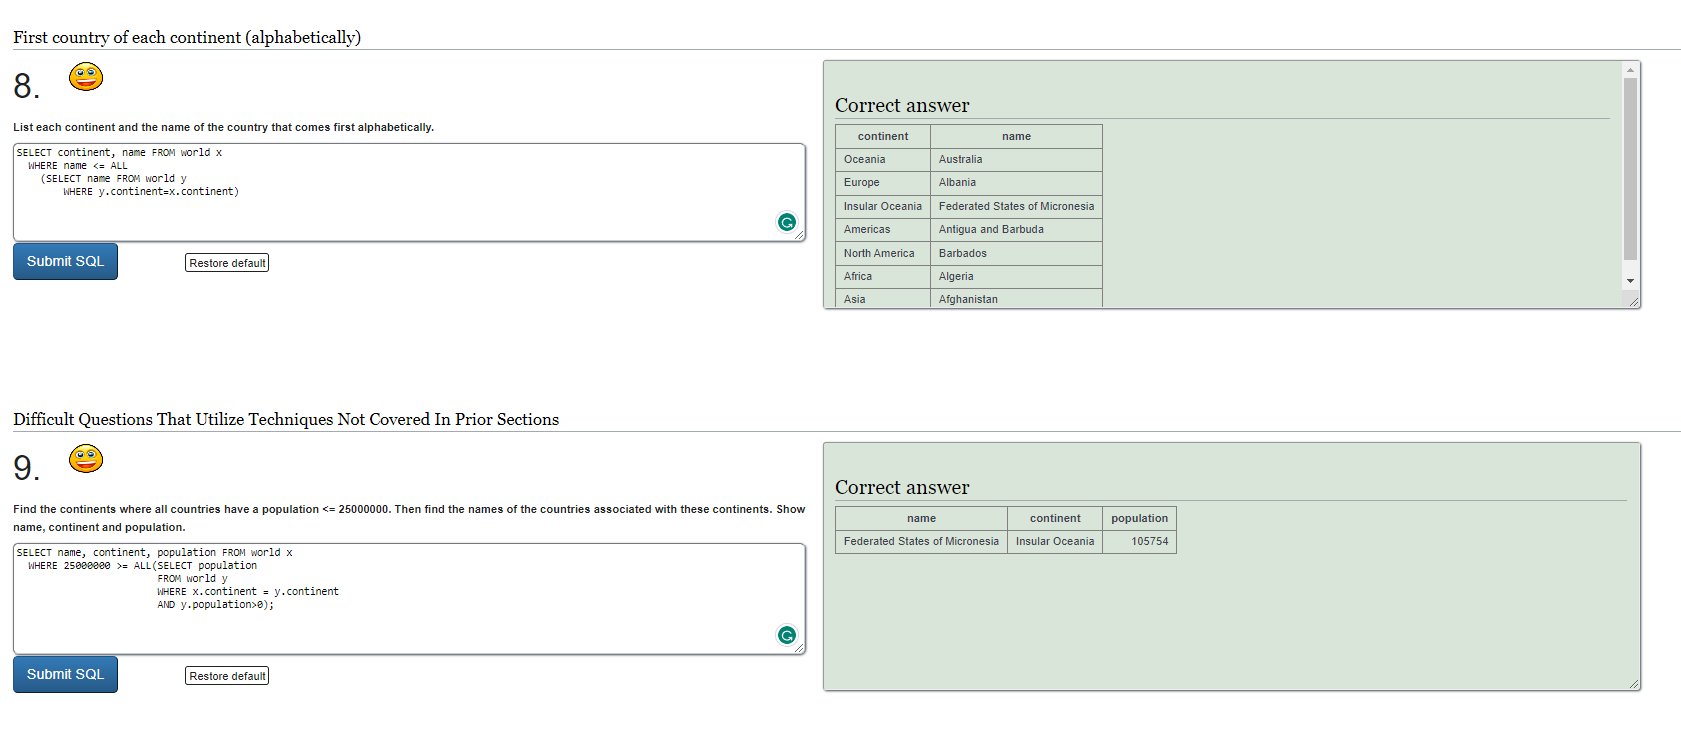 First country of each continent (alphabetically)
8.
List each continent and the name of the country that comes first alphabetically.
SELECT continent, name FROM world x
WHERE name <= ALL
(SELECT name FROM world y
WHERE y.continent=x.continent)
Submit SQL
Restore default
Correct answer
continent name
Oceania Australia
Europe Albania
Insular Oceania Federated States of Micronesia
Americas Antigua and Barbuda
North America Barbados
Africa Algeria
Asia Afghanistan
Difficult Questions That Utilize Techniques Not Covered In Prior Sections
9.
Find the continents where all countries have a population <= 25000000. Then find the names of the countries associated with these continents. Show
name, continent and population.
SELECT name, continent, population FROM world x
WHERE 25000000 >= ALL(SELECT population
FROM world y
WHERE x.continent = y.continent
AND y.population>0);
Submit SQL
Restore default
Correct answer
name continent population
Federated States of Micronesia Insular Oceania 105754